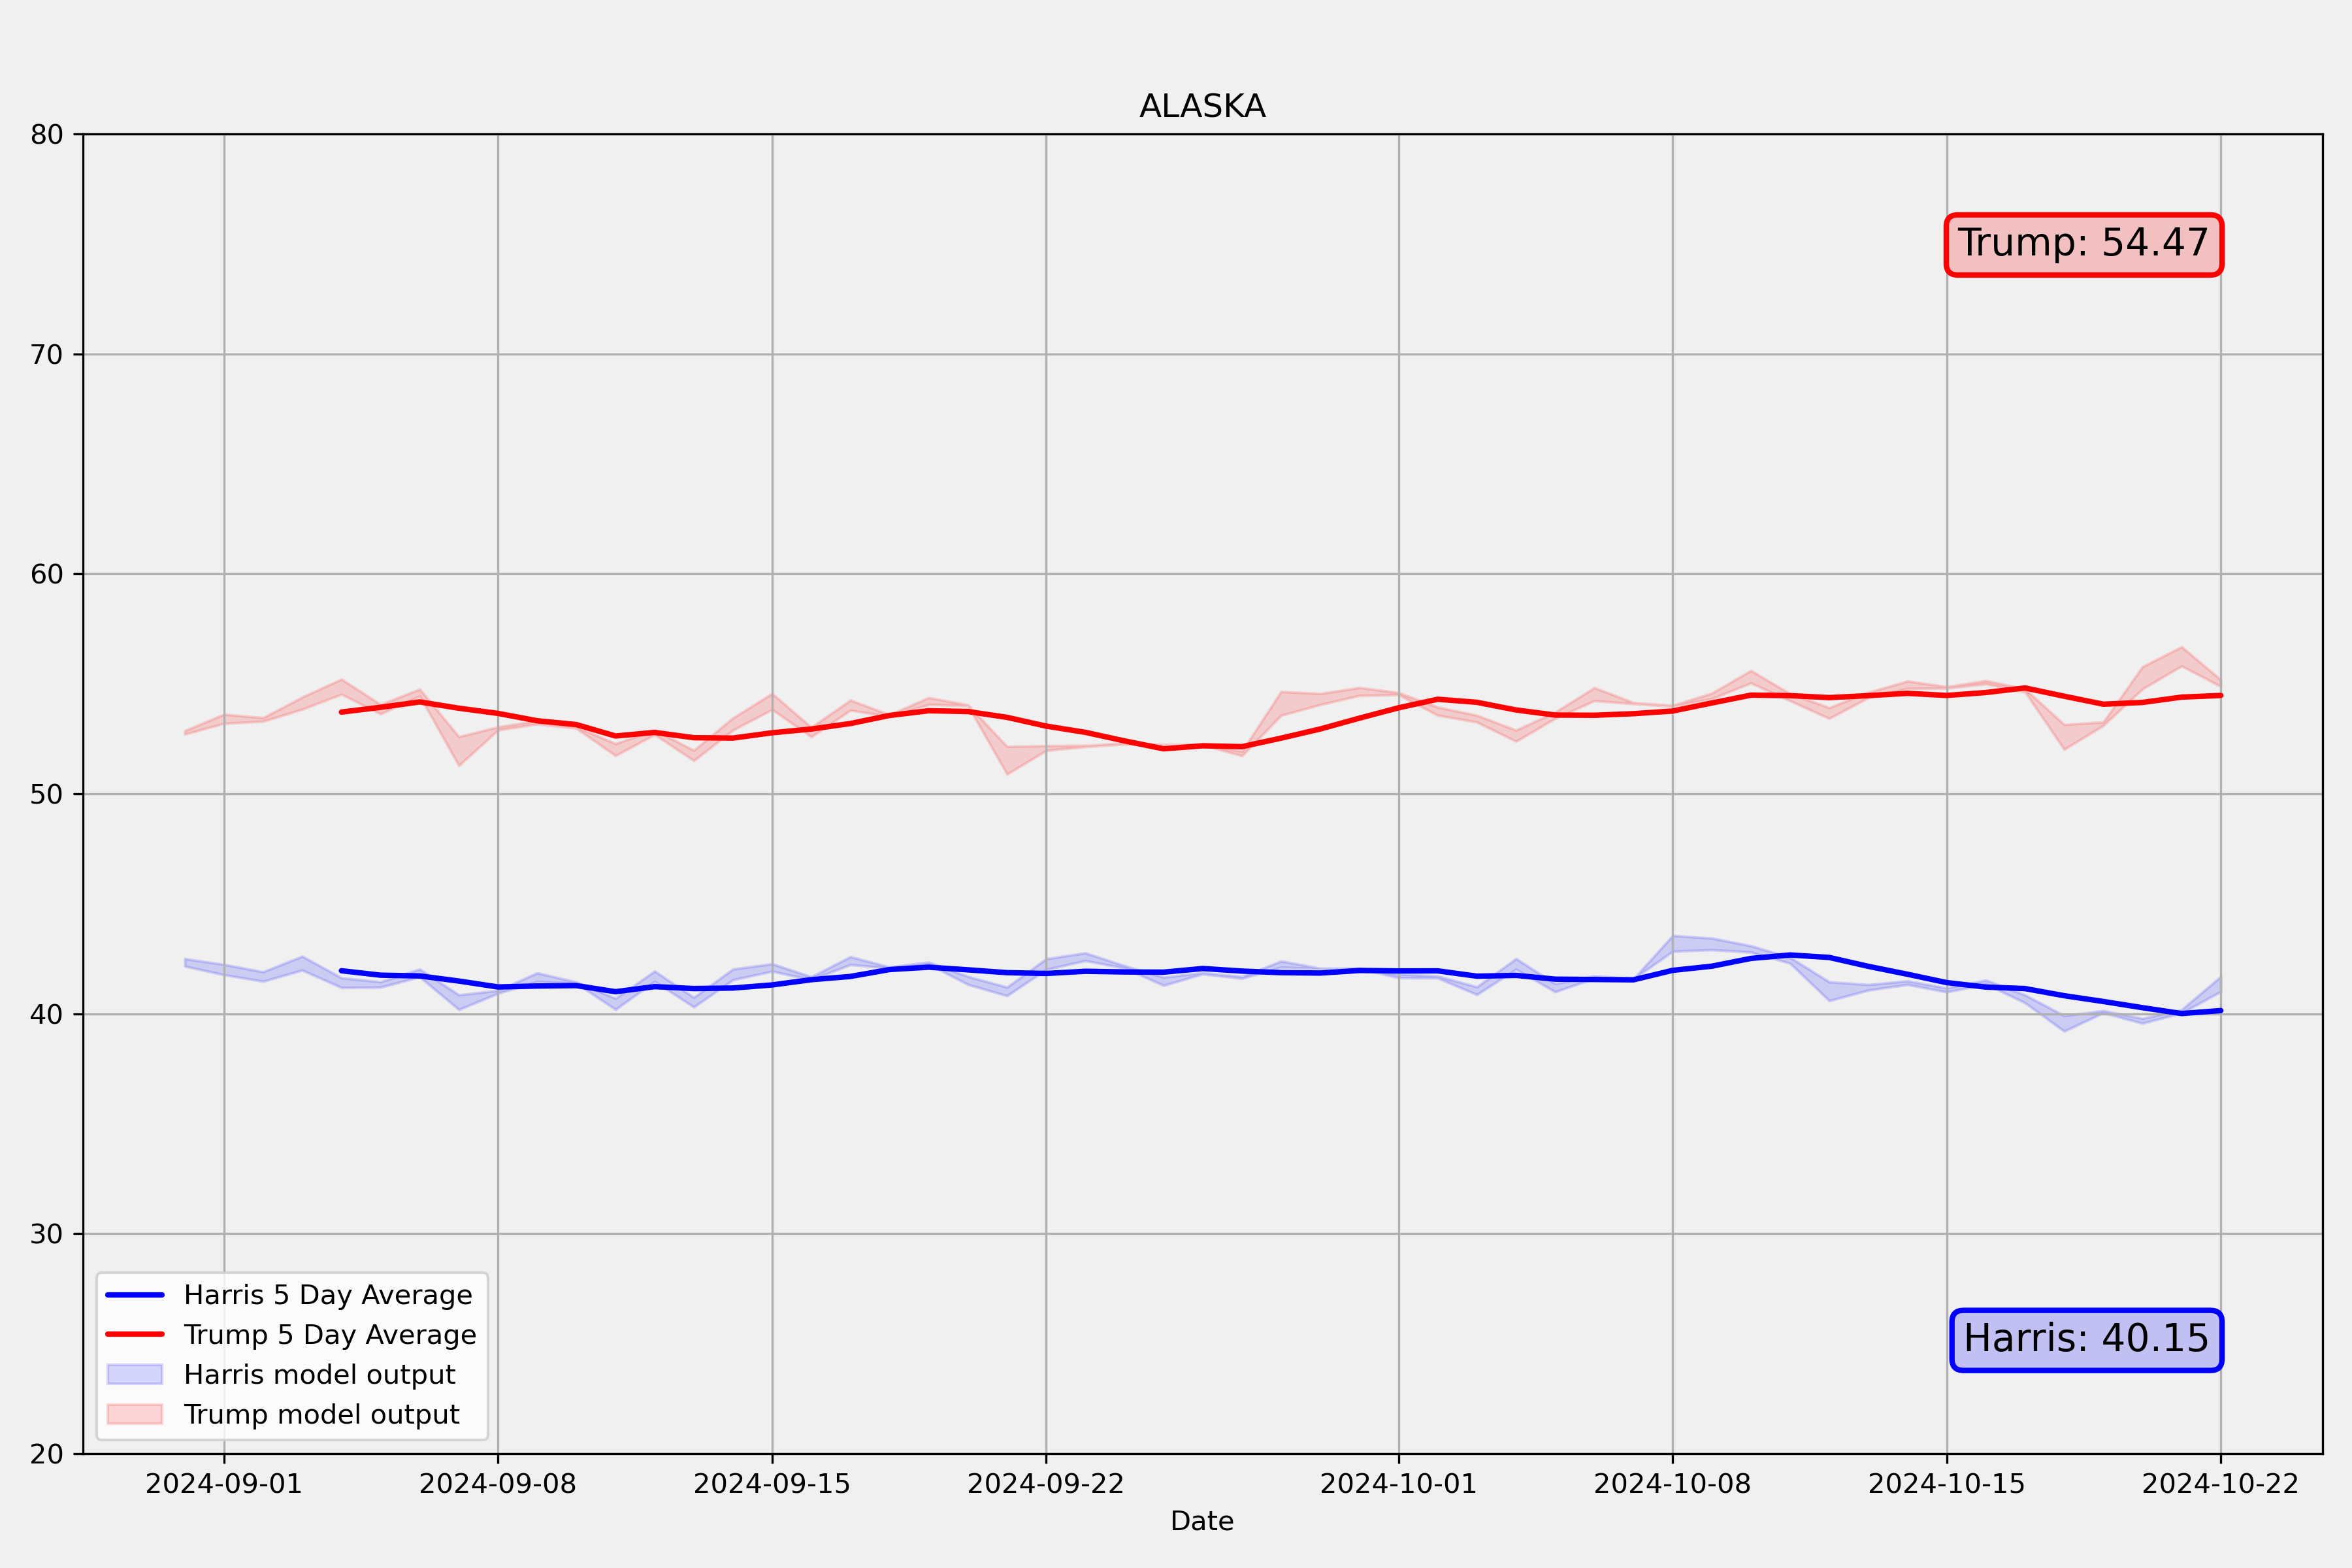 ALASKA
80
70
60
50
40
30
20
Trump: 54.47
Harris: 40.15
Harris 5 Day Average
Trump 5 Day Average
Harris model output
Trump model output
2024-09-01 2024-09-08 2024-09-15 2024-09-22 2024-10-01 2024-10-08 2024-10-15 2024-10-22
Date